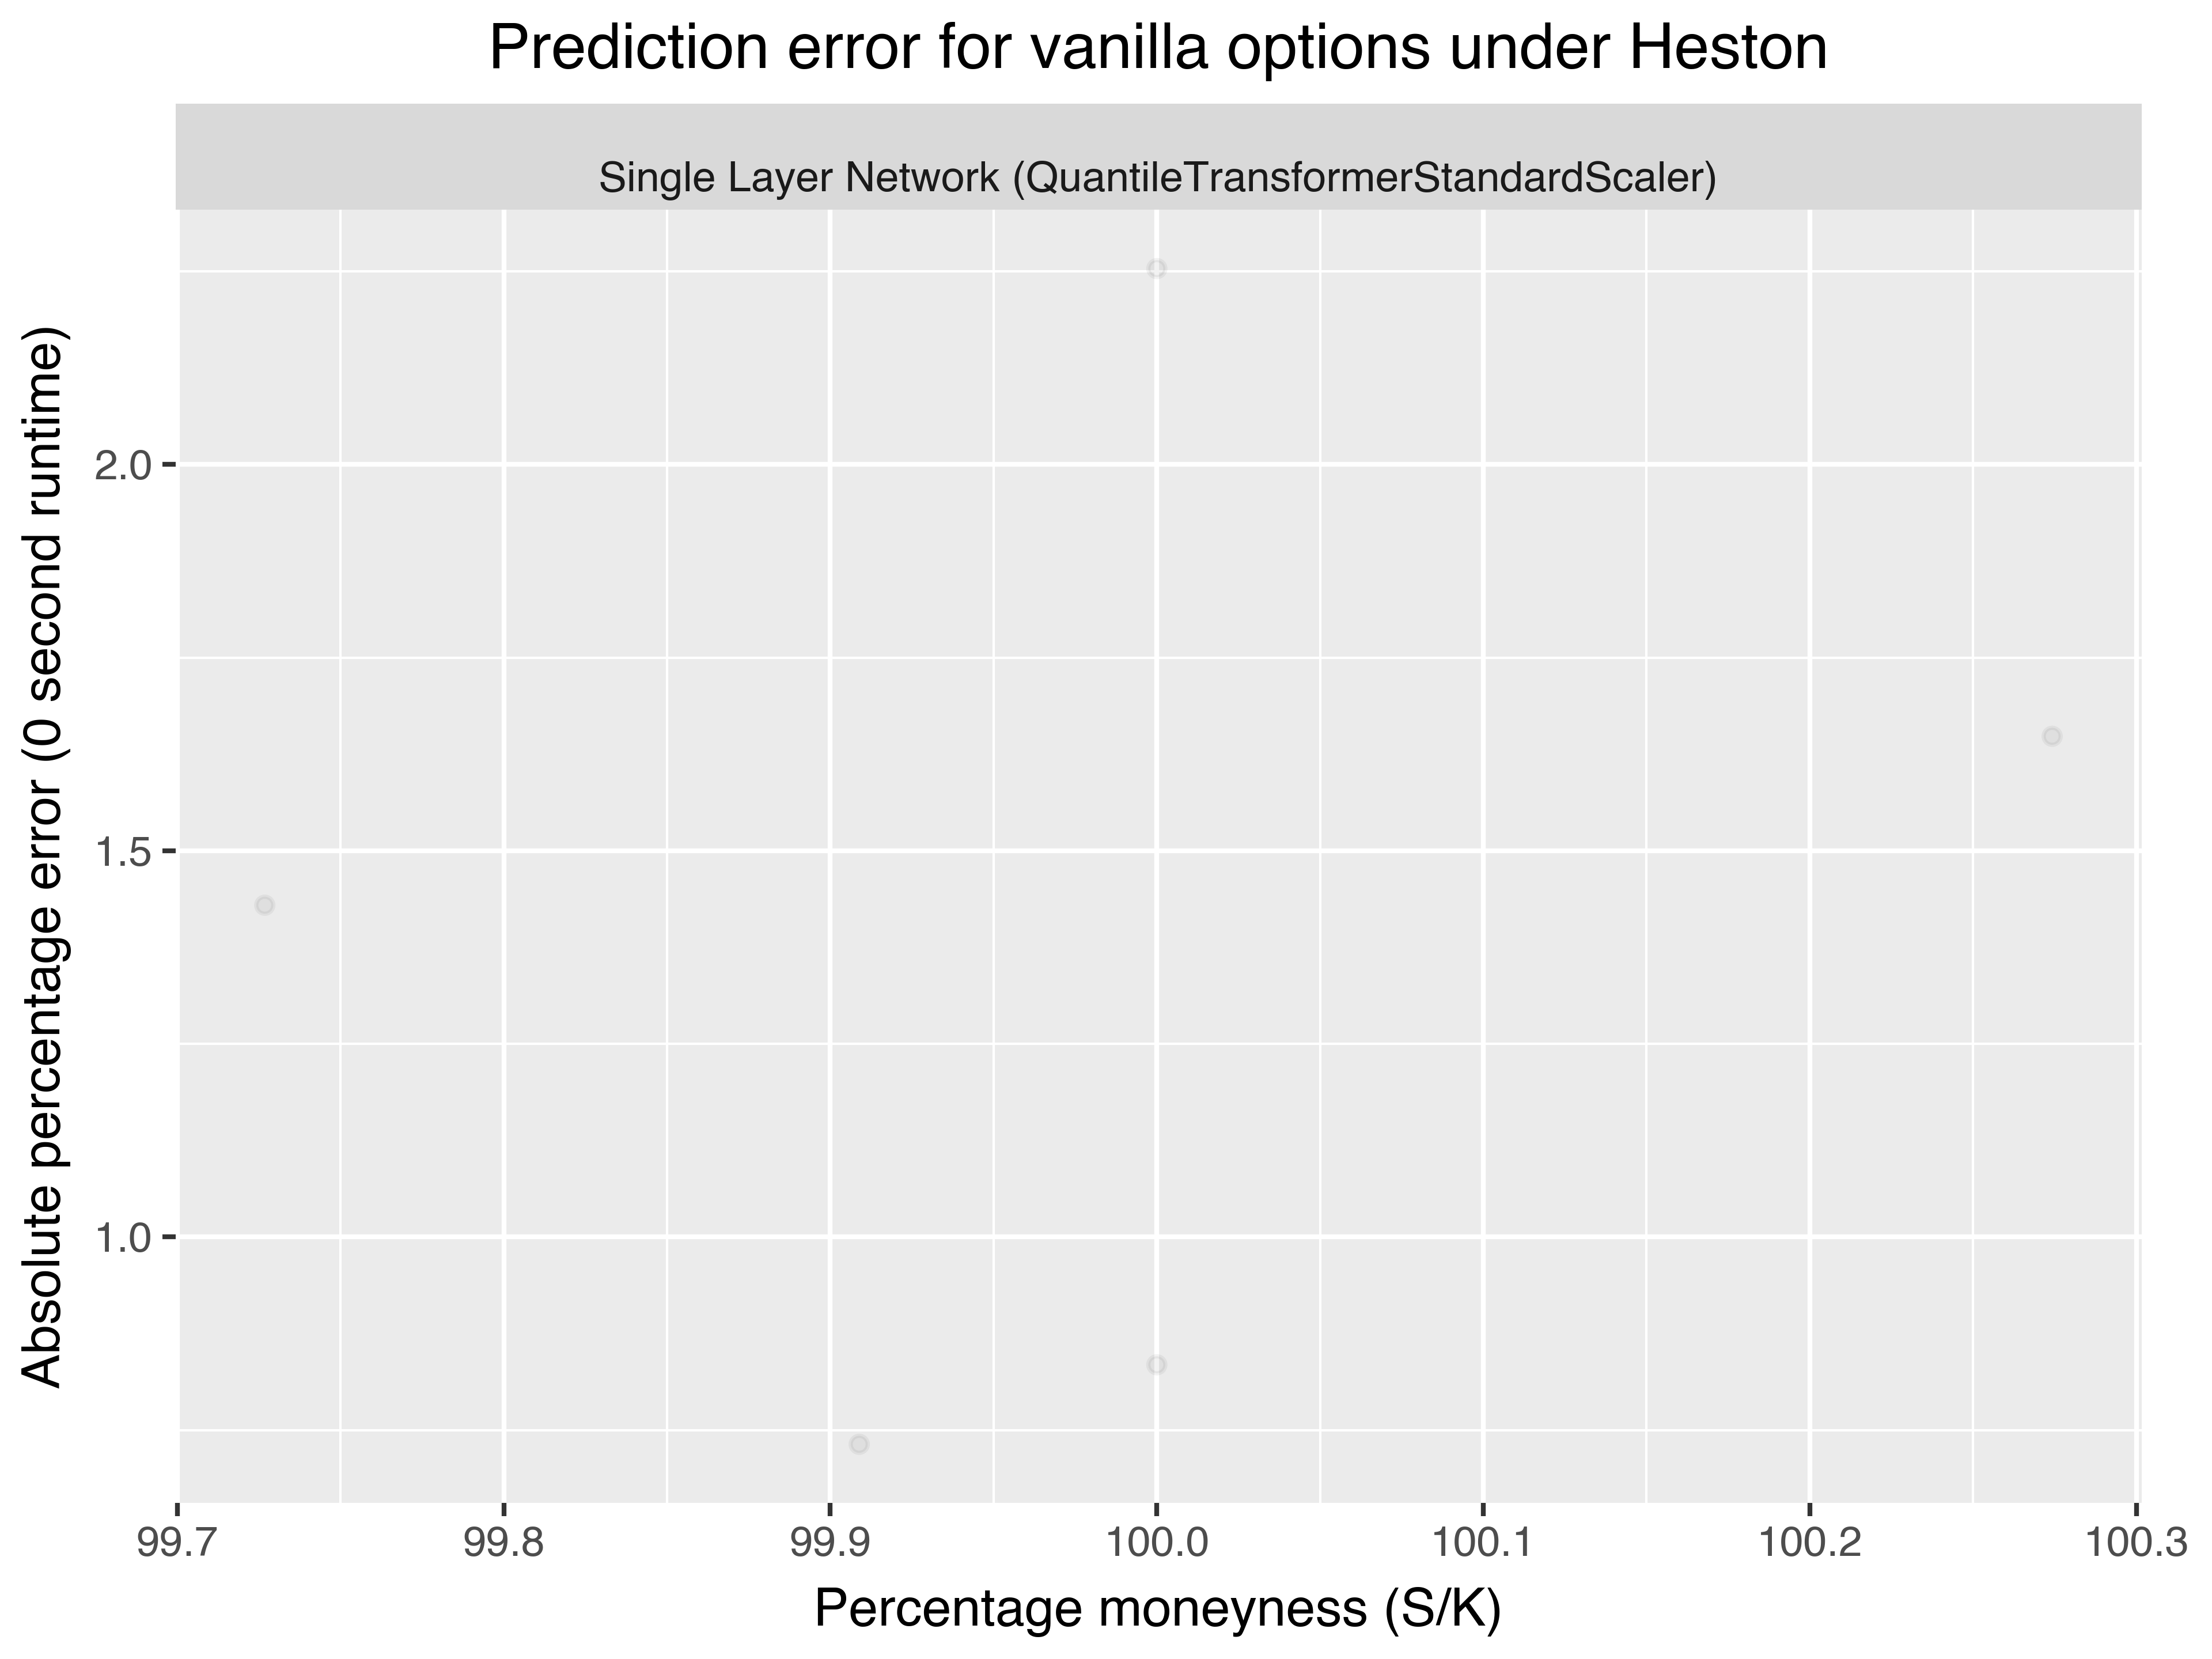 Prediction error for vanilla options under Heston
Single Layer Network (QuantileTransformerStandardScaler)
Absolute percentage error (0 second runtime)
2.0
1.5
1.0
99.7 99.8 99.9 100.0 100.1 100.2 100.3
Percentage moneyness (S/K)